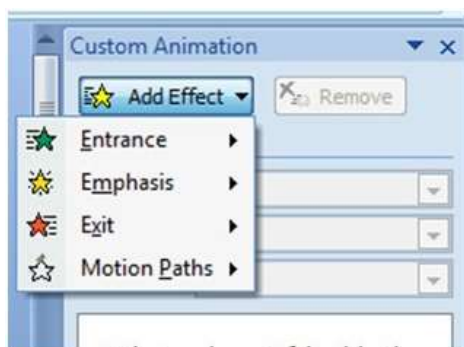 Custom Animation
Add Effect
Remove
Entrance
Emphasis
Exit
Motion Paths